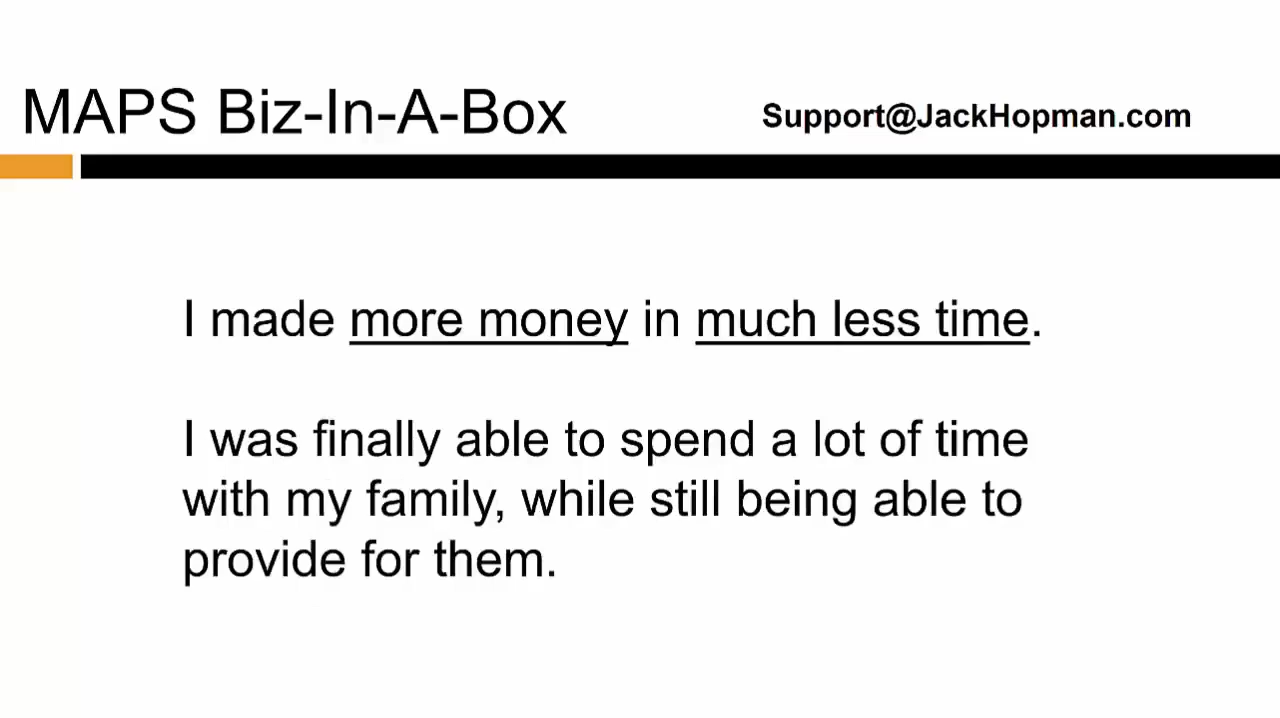 MAPS Biz-In-A-Box
Support@JackHopman.com
I made more money in much less time.
I was finally able to spend a lot of time
with my family, while still being able to
provide for them.